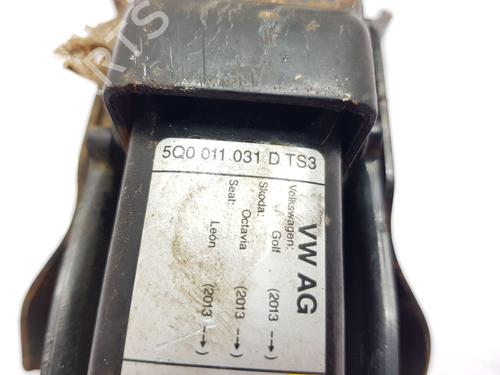 5Q0 011 031 D TS3
VW AG
Volkswagen: Golf (2013 →)
Skoda: Octavia (2013 →)
Seat: León (2013 →)